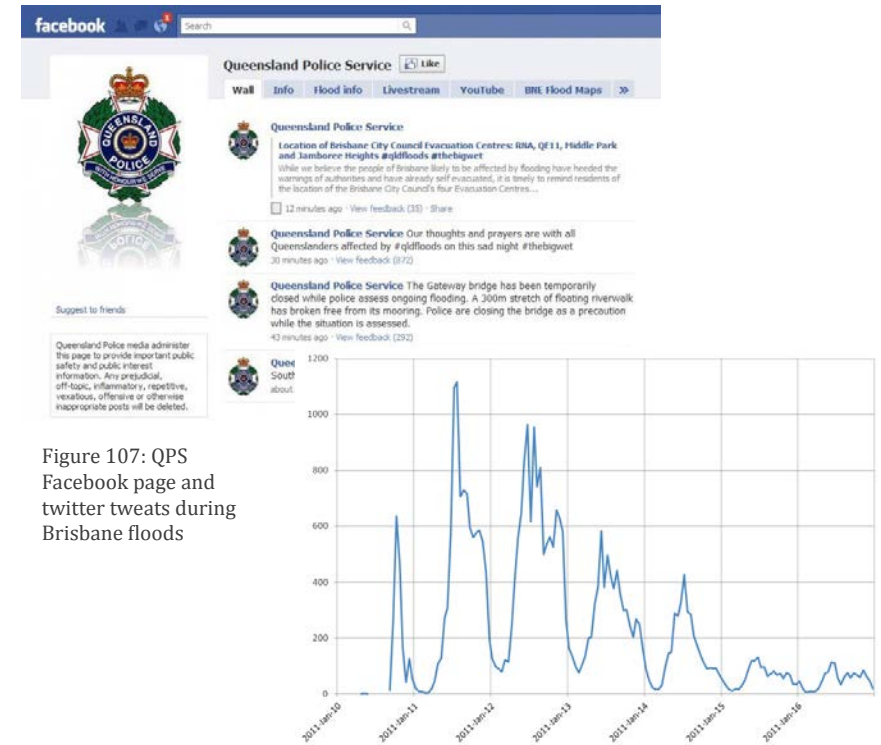 facebook
1
Search
Queensland Police Service Like
Wall Info Flood info Livestream YouTube BNE Flood Maps »
QUEENSLAND
POLICE
WITH HONOUR WE SERVE
Queensland Police Service
Location of Brisbane City Council Evacuation Centres: RNA, QE11, Middle Park
and Jamboree Heights #qldfloods #thebigwet
While we believe the people of Brisbane likely to be affected by flooding have heeded the
warnings of authorities and have already self evacuated, it is timely to remind residents of
the location of the Brisbane City Council's four Evacuation Centres...
12 minutes ago · View feedback (35) · Share
Queensland Police Service Our thoughts and prayers are with all
Queenslanders affected by #qldfloods on this sad night #thebigwet
30 minutes ago · View feedback (872)
Queensland Police Service The Gateway bridge has been temporarily
closed while police assess ongoing flooding. A 300m stretch of floating riverwalk
has broken free from its mooring. Police are closing the bridge as a precaution
while the situation is assessed.
43 minutes ago · View feedback (292)
Quee
South
about
Suggest to friends
Queensland Police media administer
this page to provide important public
safety and public interest
information. Any prejudicial,
off-topic, inflammatory, repetitive,
vexatious, offensive or otherwise
inappropriate posts will be deleted.
Figure 107: QPS
Facebook page and
twitter tweats during
Brisbane floods
1200
1000
800
600
400
200
0
2011-Jan-10
2011-Jan-11
2011-Jan-12
2011-Jan-13
2011-Jan-14
2011-Jan-15
2011-Jan-16